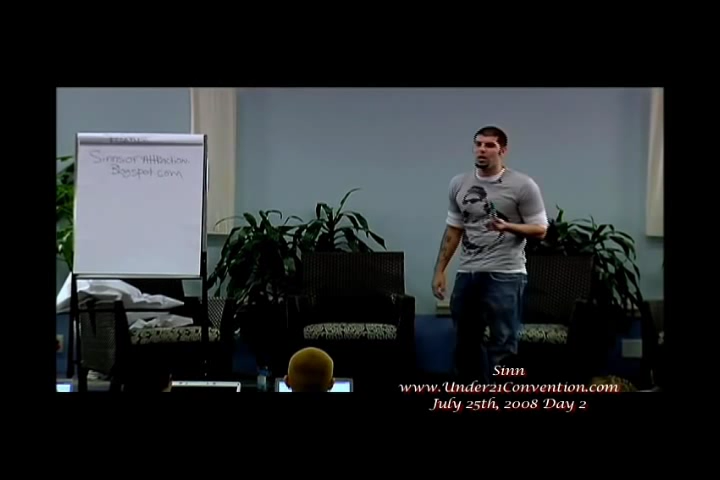 Sinnsofattraction.
Blogspot.com
Sinn
www.Under21Convention.com
July 25th, 2008 Day 2